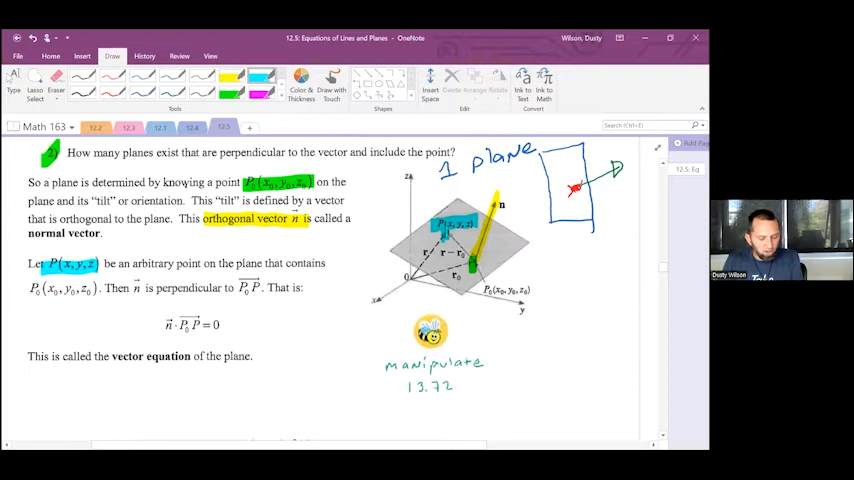 12.5: Equations of Lines and Planes - OneNote
Wilson, Dusty
File Home Insert Draw History Review View
Type
Lasso Select
Eraser
Color & Thickness
Draw with Touch
Insert Space
Delete
Arrange
Ink to Text
Ink to Math
Tools
Shapes
Edit
Convert
Math 163
12.2 12.3 12.1 12.4 12.5 +
Search (Ctrl+E)
Add Page
12.5: Eq
2) How many planes exist that are perpendicular to the vector and include the point?
1 plane
So a plane is determined by knowing a point P₀(x₀, y₀, z₀) on the
plane and its “tilt” or orientation. This “tilt” is defined by a vector
that is orthogonal to the plane. This orthogonal vector n⃗ is called a
normal vector.
Let P(x, y, z) be an arbitrary point on the plane that contains
P₀(x₀, y₀, z₀). Then n⃗ is perpendicular to P₀P⃗. That is:
n⃗ · P₀P⃗ = 0
This is called the vector equation of the plane.
z
n
P(x, y, z)
r
r − r₀
0
r₀
P₀(x₀, y₀, z₀)
x
y
manipulate
13.72
Dusty Wilson